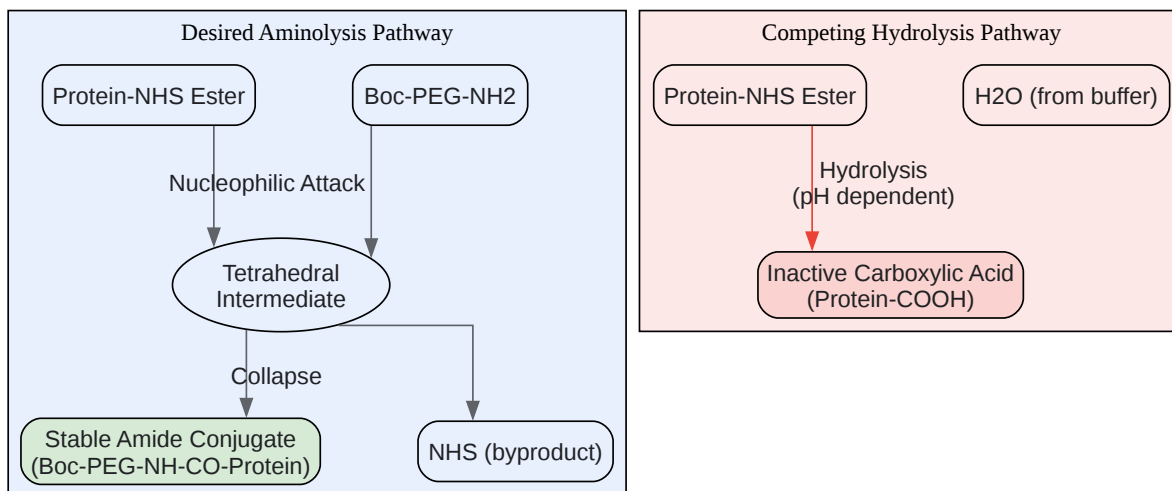 Desired Aminolysis Pathway
Protein-NHS Ester
Boc-PEG-NH2
Nucleophilic Attack
Tetrahedral
Intermediate
Collapse
Stable Amide Conjugate
(Boc-PEG-NH-CO-Protein)
NHS (byproduct)
Competing Hydrolysis Pathway
Protein-NHS Ester
H2O (from buffer)
Hydrolysis
(pH dependent)
Inactive Carboxylic Acid
(Protein-COOH)